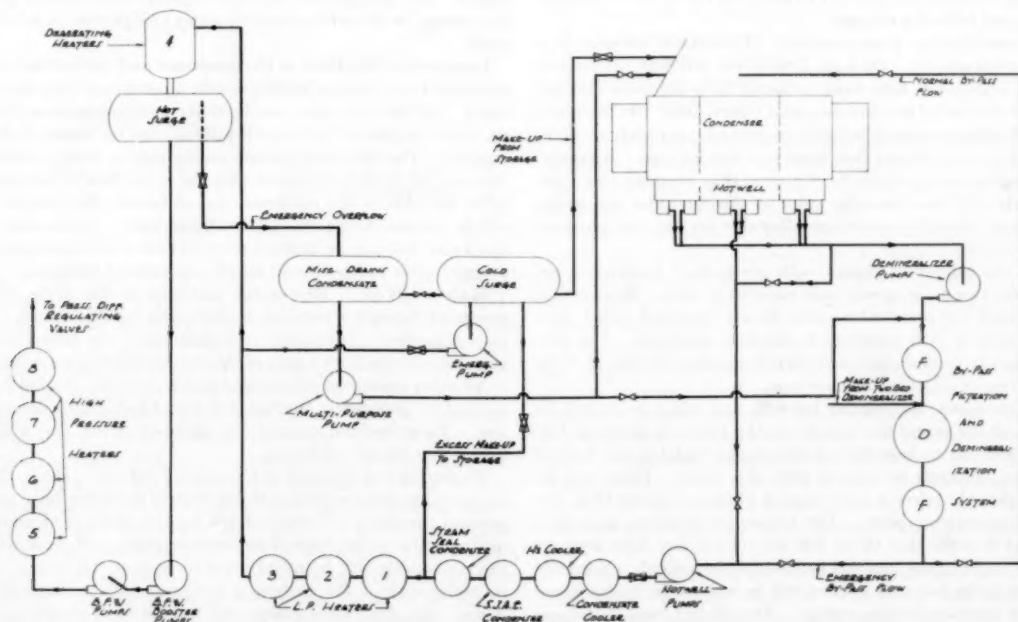 DEAERATING
HEATERS
4
HOT
SURGE
EMERGENCY OVERFLOW
MAKE-UP
FROM
STORAGE
CONDENSER
HOTWELL
NORMAL BY-PASS
FLOW
DEMINERALIZER
PUMPS
MISC. DRAINS
CONDENSATE
COLD
SURGE
TO PRESS. DIFF.
REGULATING
VALVES
8
7
6
5
HIGH
PRESSURE
HEATERS
EMERG.
PUMP
MULTI-PURPOSE
PUMP
MAKE-UP
FROM TWO BED
DEMINERALIZER
F
D
F
BY-PASS
FILTRATION
AND
DEMINERAL
IZATION
SYSTEM
EXCESS MAKE-UP
TO STORAGE
STEAM
SEAL
CONDENSER
H2 COOLER
3
2
1
L.P. HEATERS
S.J.A.E.
CONDENSER
CONDENSATE
COOLER
HOTWELL
PUMPS
EMERGENCY
BY-PASS FLOW
B.F.W.
PUMPS
B.F.W.
BOOSTER
PUMPS